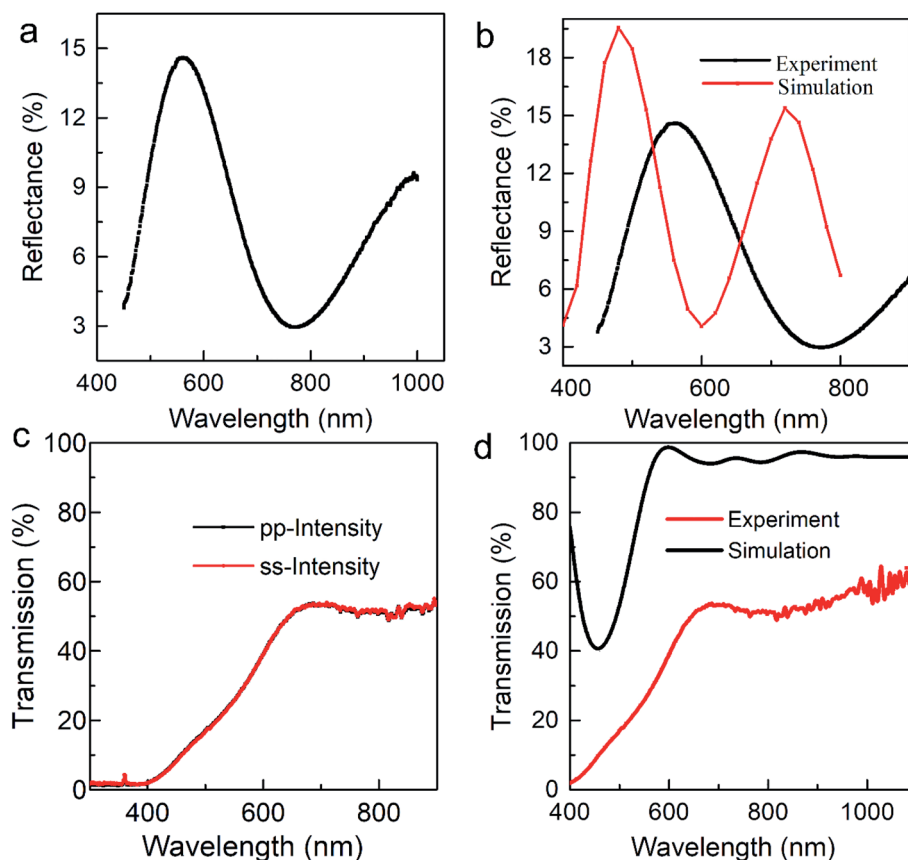 a
15
12
9
6
3
Reflectance (%)
400 600 800 1000
Wavelength (nm)
b
18
15
12
9
6
3
Reflectance (%)
Experiment
Simulation
400 600 800
Wavelength (nm)
c
100
80
60
40
20
0
Transmission (%)
pp-Intensity
ss-Intensity
400 600 800
Wavelength (nm)
d
100
80
60
40
20
0
Transmission (%)
Experiment
Simulation
400 600 800 1000
Wavelength (nm)